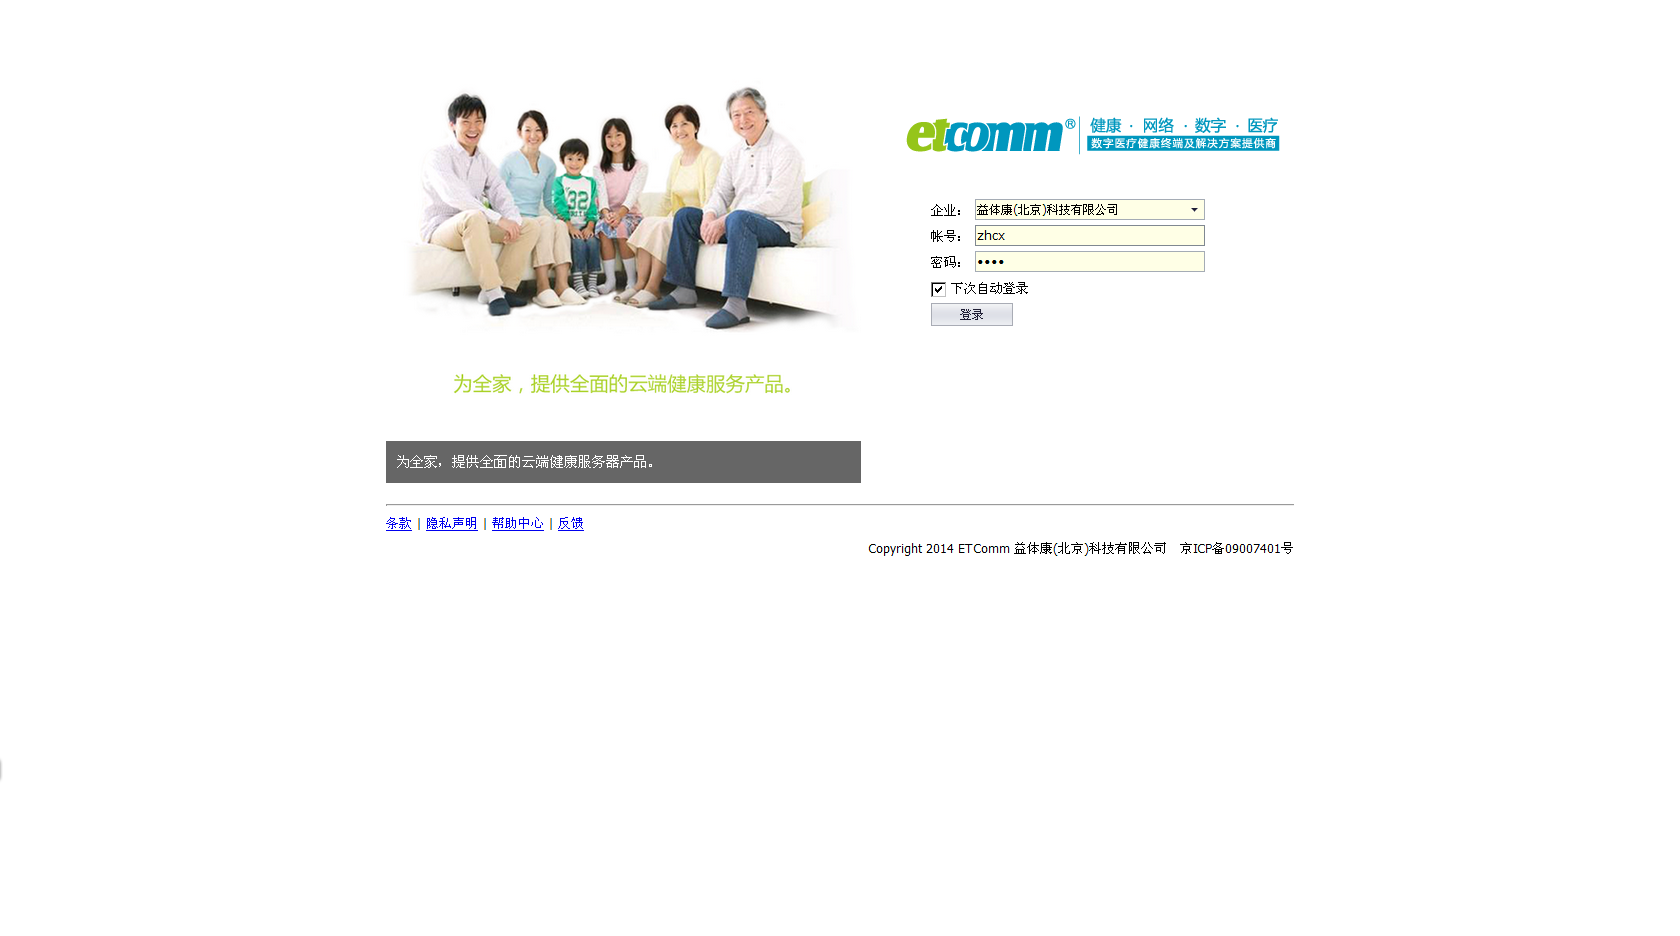 32
为全家，提供全面的云端健康服务产品。
为全家，提供全面的云端健康服务器产品。
etcomm® 健康 · 网络 · 数字 · 医疗
数字医疗健康终端及解决方案提供商
企业： 益体康(北京)科技有限公司
帐号： zhcx
密码： ••••
下次自动登录
登录
条款 | 隐私声明 | 帮助中心 | 反馈
Copyright 2014 ETComm 益体康(北京)科技有限公司 京ICP备09007401号